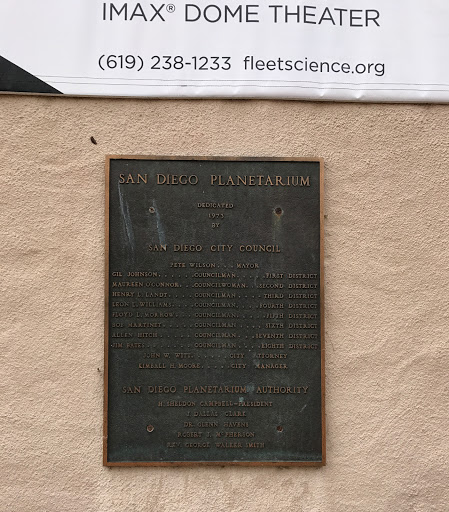 IMAX® DOME THEATER
(619) 238-1233 fleetscience.org
SAN DIEGO PLANETARIUM
DEDICATED
1973
BY
SAN DIEGO CITY COUNCIL
PETE WILSON...MAYOR
GIL JOHNSON......COUNCILMAN.....FIRST DISTRICT
MAUREEN O'CONNOR...COUNCILWOMAN...SECOND DISTRICT
HENRY L. LANDT.....COUNCILMAN.....THIRD DISTRICT
LEON L. WILLIAMS....COUNCILMAN....FOURTH DISTRICT
FLOYD L. MORROW....COUNCILMAN.....FIFTH DISTRICT
BOB MARTINET......COUNCILMAN.....SIXTH DISTRICT
ALLEN HITCH......COUNCILMAN...SEVENTH DISTRICT
JIM BATES.......COUNCILMAN....EIGHTH DISTRICT
JOHN W. WITT......CITY ATTORNEY
KIMBALL H. MOORE....CITY MANAGER
SAN DIEGO PLANETARIUM AUTHORITY
H. SHELDON CAMPBELL-PRESIDENT
J. DALLAS CLARK
DR. GLENN HAVENS
ROBERT J. McPHERSON
REV. GEORGE WALKER SMITH